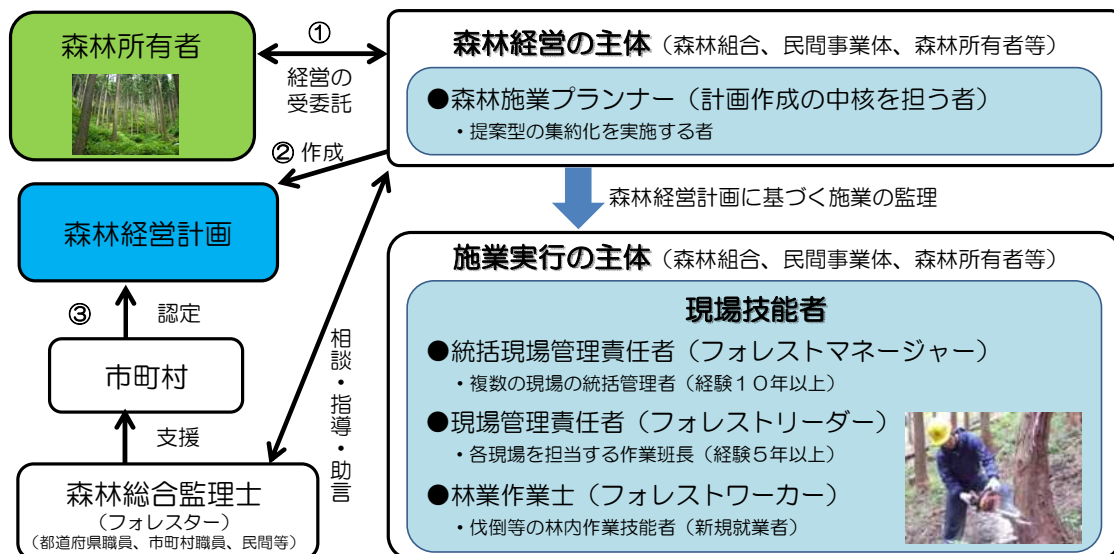 森林所有者
①
経営の
受委託
森林経営の主体（森林組合、民間事業体、森林所有者等）
●森林施業プランナー（計画作成の中核を担う者）
・提案型の集約化を実施する者
② 作成
森林経営計画
森林経営計画に基づく施業の監理
③
認定
市町村
支援
森林総合監理士
（フォレスター）
（都道府県職員、市町村職員、民間等）
相談・指導・助言
施業実行の主体（森林組合、民間事業体、森林所有者等）
現場技能者
●統括現場管理責任者（フォレストマネージャー）
・複数の現場の統括管理者（経験１０年以上）
●現場管理責任者（フォレストリーダー）
・各現場を担当する作業班長（経験５年以上）
●林業作業士（フォレストワーカー）
・伐倒等の林内作業技能者（新規就業者）